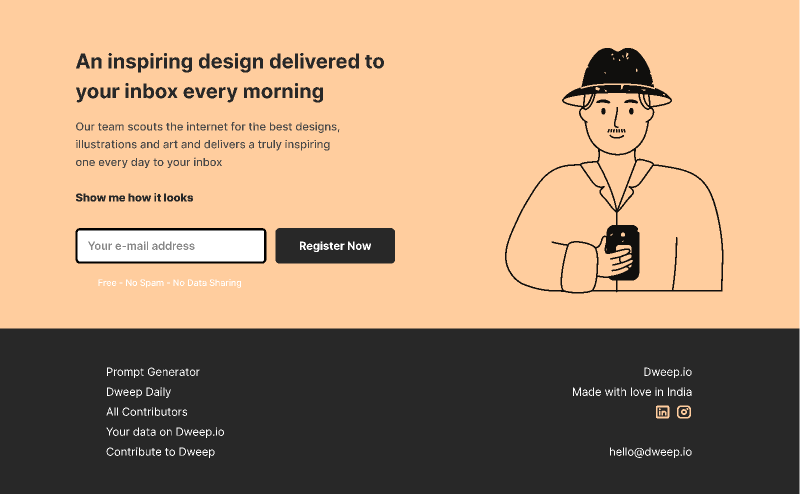 An inspiring design delivered to
your inbox every morning
Our team scouts the internet for the best designs,
illustrations and art and delivers a truly inspiring
one every day to your inbox
Show me how it looks
Your e-mail address
Register Now
Free - No Spam - No Data Sharing
Prompt Generator
Dweep Daily
All Contributors
Your data on Dweep.io
Contribute to Dweep
Dweep.io
Made with love in India
in
hello@dweep.io